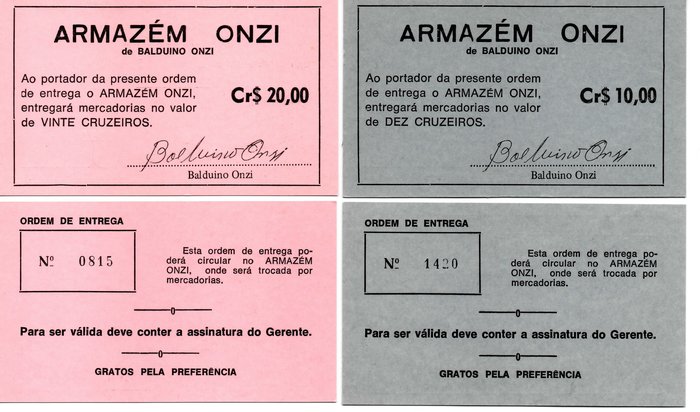 ARMAZÉM ONZI
de BALDUINO ONZI
Ao portador da presente ordem
de entrega o ARMAZÉM ONZI,
entregará mercadorias no valor
de VINTE CRUZEIROS.
Cr$ 20,00
Balduino Onzi
Balduino Onzi
ARMAZÉM ONZI
de BALDUINO ONZI
Ao portador da presente ordem
de entrega o ARMAZÉM ONZI,
entregará mercadorias no valor
de DEZ CRUZEIROS.
Cr$ 10,00
Balduino Onzi
Balduino Onzi
ORDEM DE ENTREGA
Nº 0815
Esta ordem de entrega po-
derá circular no ARMAZÉM
ONZI, onde será trocada por
mercadorias.
Para ser válida deve conter a assinatura do Gerente.
GRATOS PELA PREFERÊNCIA
ORDEM DE ENTREGA
Nº 1420
Esta ordem de entrega po-
derá circular no ARMAZÉM
ONZI, onde será trocada por
mercadorias.
Para ser válida deve conter a assinatura do Gerente.
GRATOS PELA PREFERÊNCIA